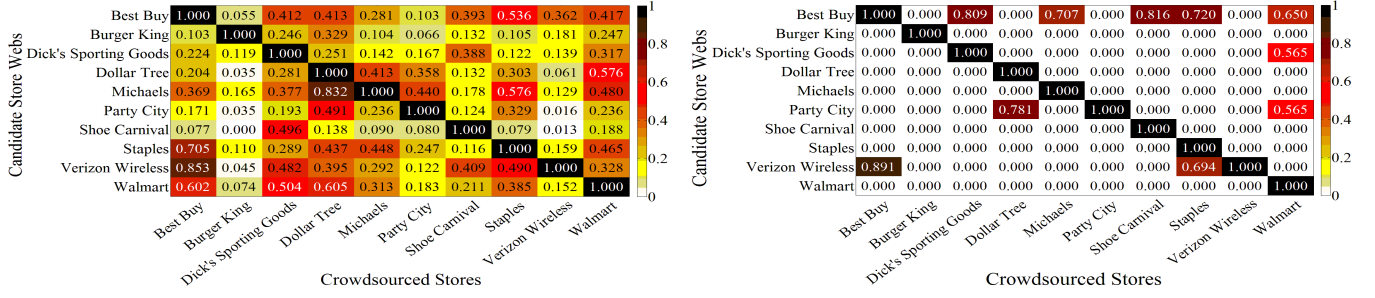 Candidate Store Webs
Best Buy 1.000 0.055 0.412 0.413 0.281 0.103 0.393 0.536 0.362 0.417
Burger King 0.103 1.000 0.246 0.329 0.104 0.066 0.132 0.105 0.181 0.247
Dick's Sporting Goods 0.224 0.119 1.000 0.251 0.142 0.167 0.388 0.122 0.139 0.317
Dollar Tree 0.204 0.035 0.281 1.000 0.413 0.358 0.132 0.303 0.061 0.576
Michaels 0.369 0.165 0.377 0.832 1.000 0.440 0.178 0.576 0.129 0.480
Party City 0.171 0.035 0.193 0.491 0.236 1.000 0.124 0.329 0.016 0.236
Shoe Carnival 0.077 0.000 0.496 0.138 0.090 0.080 1.000 0.079 0.013 0.188
Staples 0.705 0.110 0.289 0.437 0.448 0.247 0.116 1.000 0.159 0.465
Verizon Wireless 0.853 0.045 0.482 0.395 0.292 0.122 0.409 0.490 1.000 0.328
Walmart 0.602 0.074 0.504 0.605 0.313 0.183 0.211 0.385 0.152 1.000
1
0.8
0.6
0.4
0.2
0
Best Buy
Burger King
Dick's Sporting Goods
Dollar Tree
Michaels
Party City
Shoe Carnival
Staples
Verizon Wireless
Walmart
Crowdsourced Stores
Candidate Store Webs
Best Buy 1.000 0.000 0.809 0.000 0.707 0.000 0.816 0.720 0.000 0.650
Burger King 0.000 1.000 0.000 0.000 0.000 0.000 0.000 0.000 0.000 0.000
Dick's Sporting Goods 0.000 0.000 1.000 0.000 0.000 0.000 0.000 0.000 0.000 0.565
Dollar Tree 0.000 0.000 0.000 1.000 0.000 0.000 0.000 0.000 0.000 0.000
Michaels 0.000 0.000 0.000 0.000 1.000 0.000 0.000 0.000 0.000 0.000
Party City 0.000 0.000 0.000 0.781 0.000 1.000 0.000 0.000 0.000 0.565
Shoe Carnival 0.000 0.000 0.000 0.000 0.000 0.000 1.000 0.000 0.000 0.000
Staples 0.000 0.000 0.000 0.000 0.000 0.000 0.000 1.000 0.000 0.000
Verizon Wireless 0.891 0.000 0.000 0.000 0.000 0.000 0.000 0.694 1.000 0.000
Walmart 0.000 0.000 0.000 0.000 0.000 0.000 0.000 0.000 0.000 1.000
1
0.8
0.6
0.4
0.2
0
Best Buy
Burger King
Dick's Sporting Goods
Dollar Tree
Michaels
Party City
Shoe Carnival
Staples
Verizon Wireless
Walmart
Crowdsourced Stores